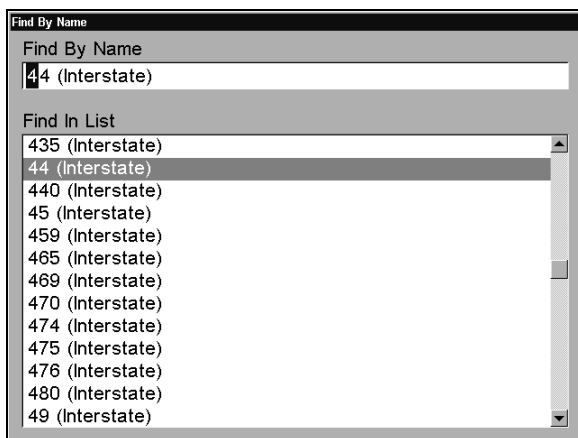 Find By Name
Find By Name
44 (Interstate)
Find In List
435 (Interstate)
44 (Interstate)
440 (Interstate)
45 (Interstate)
459 (Interstate)
465 (Interstate)
469 (Interstate)
470 (Interstate)
474 (Interstate)
475 (Interstate)
476 (Interstate)
480 (Interstate)
49 (Interstate)